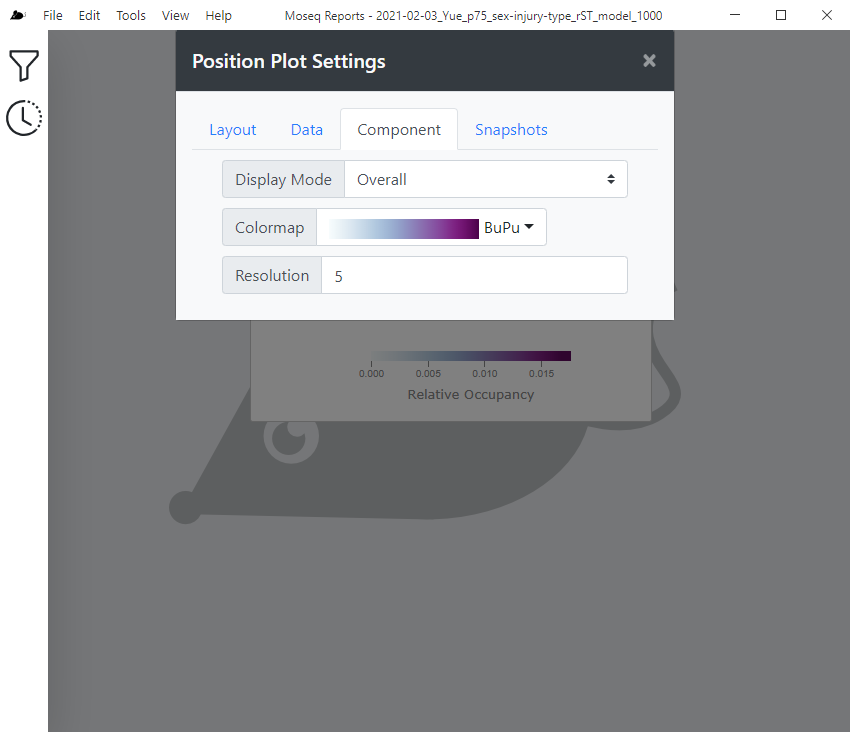 File Edit Tools View Help Moseq Reports - 2021-02-03_Yue_p75_sex-injury-type_rST_model_1000
Position Plot Settings
Layout Data Component Snapshots
Display Mode Overall
Colormap BuPu
Resolution 5
0.000 0.005 0.010 0.015
Relative Occupancy